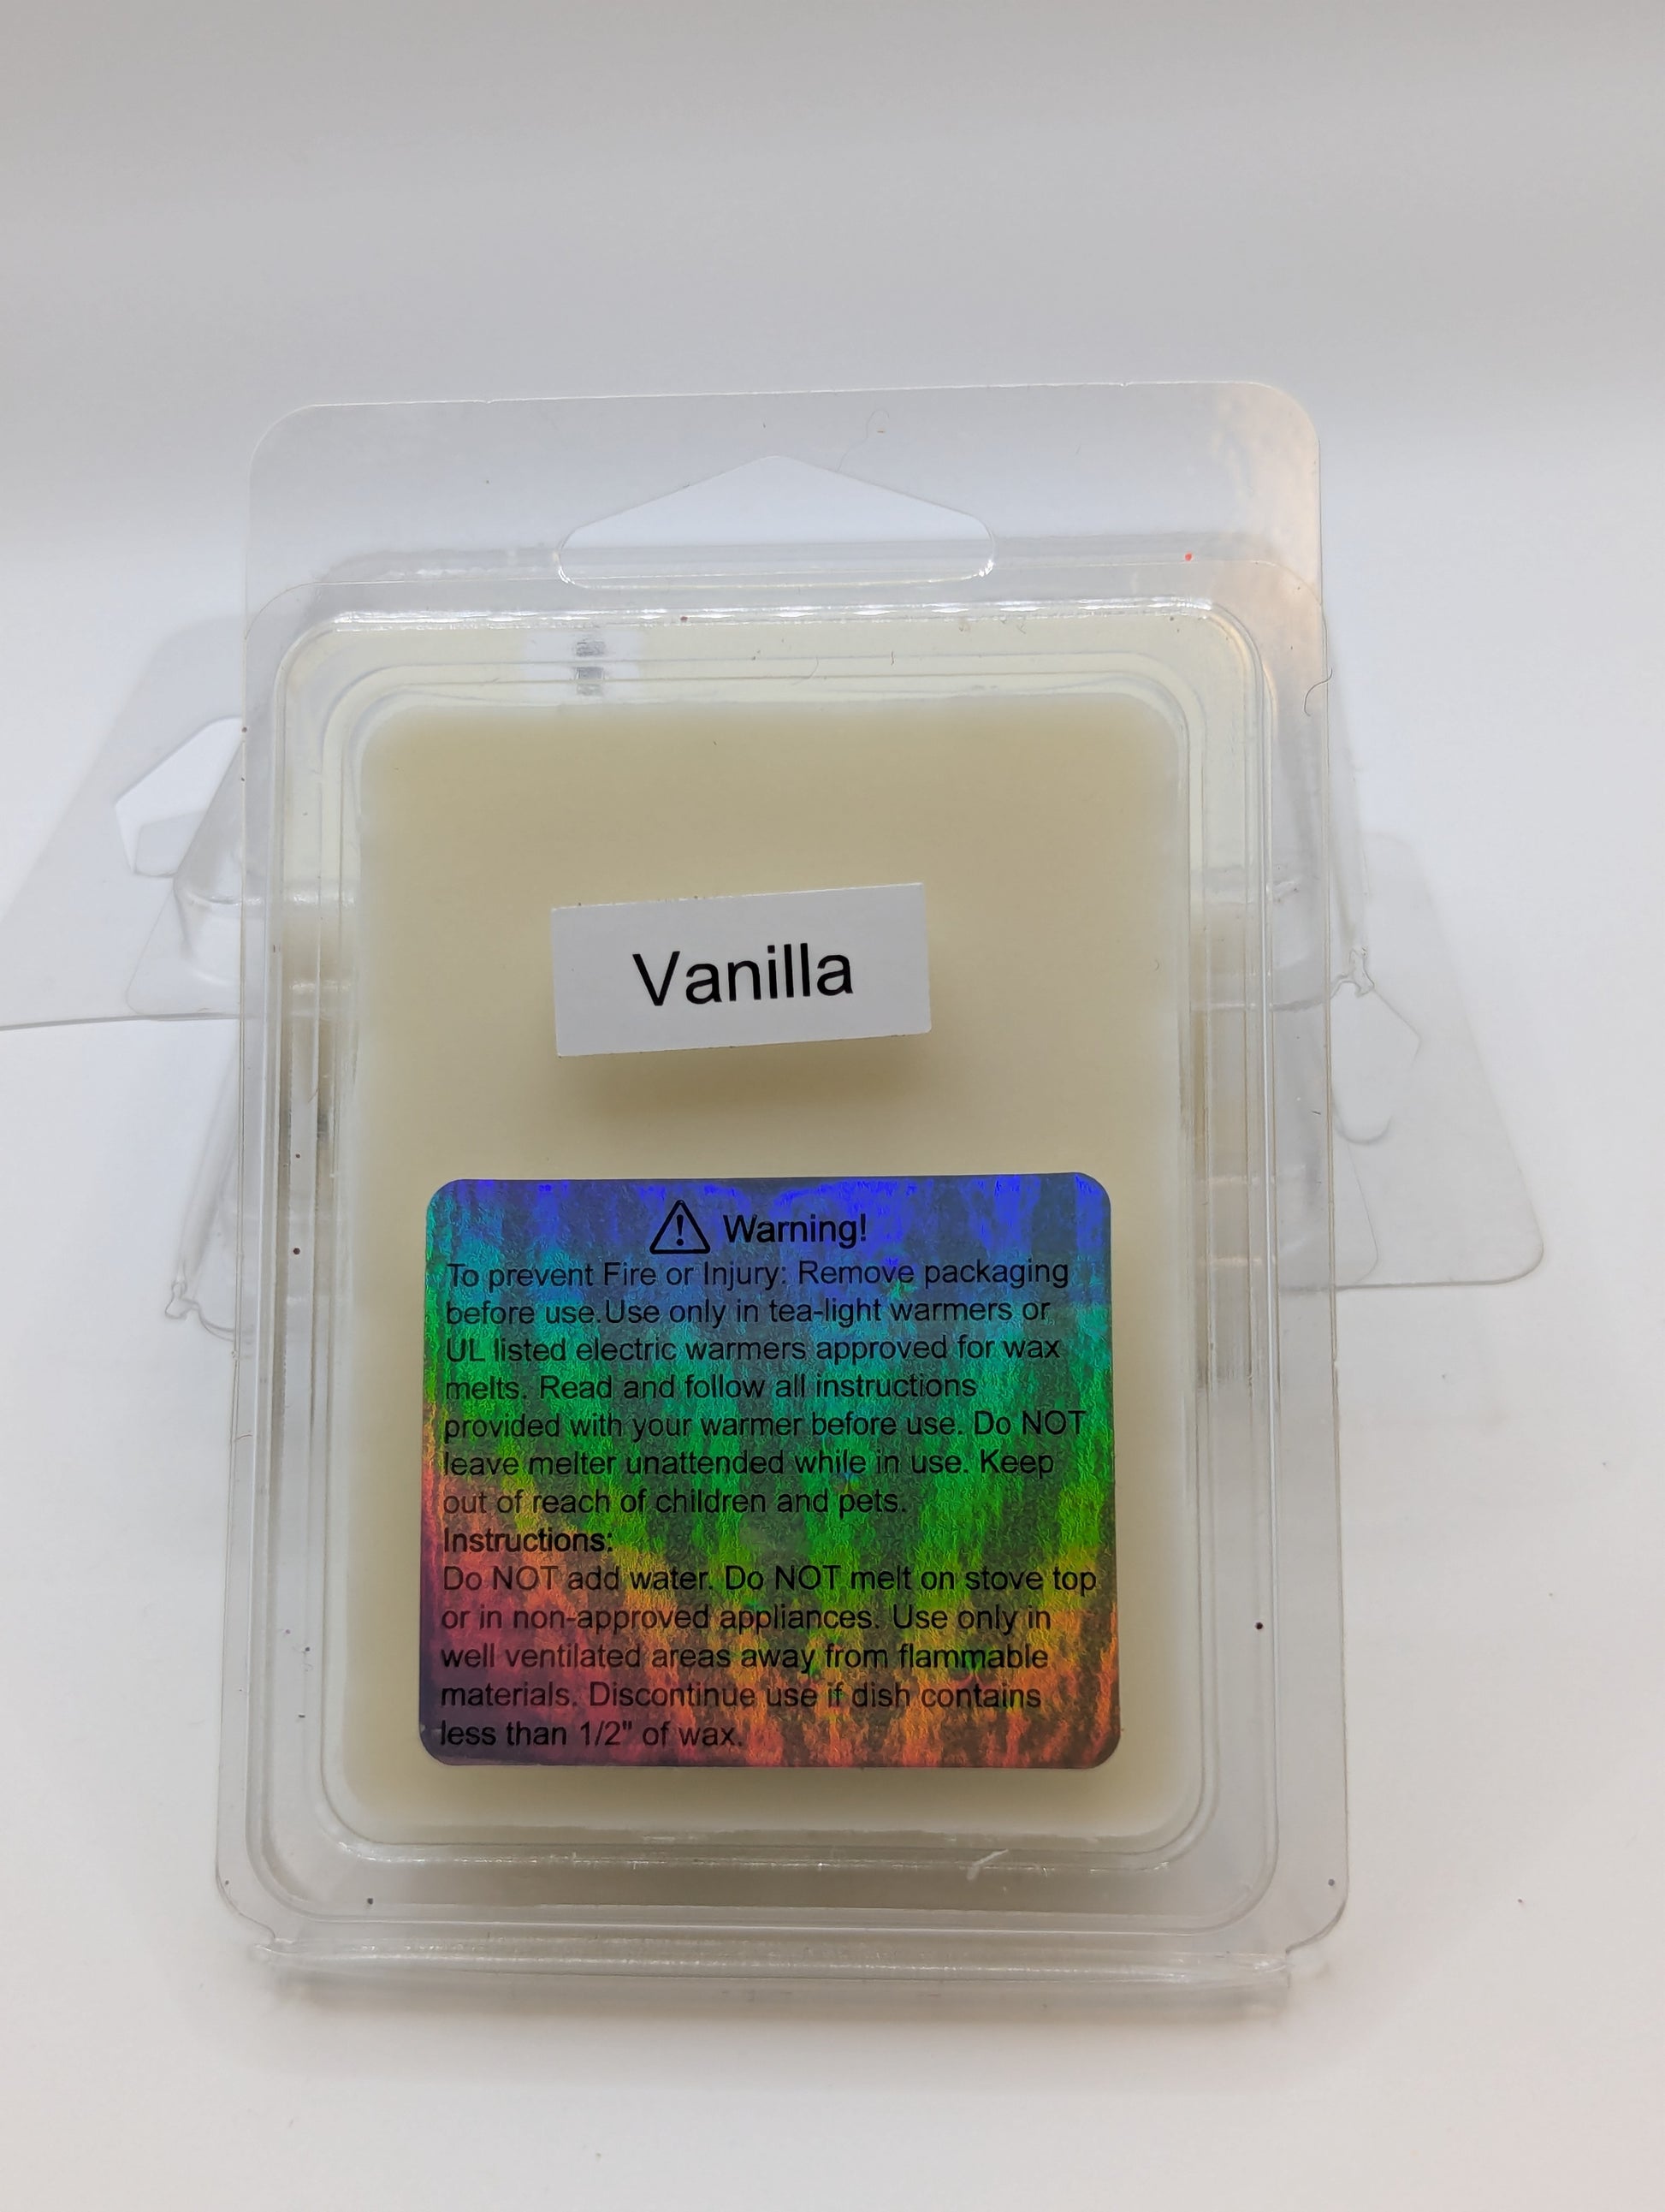 Vanilla
Warning!
To prevent Fire or Injury: Remove packaging
before use.Use only in tea-light warmers or
UL listed electric warmers approved for wax
melts. Read and follow all instructions
provided with your warmer before use. Do NOT
leave melter unattended while in use. Keep
out of reach of children and pets.
Instructions:
Do NOT add water. Do NOT melt on stove top
or in non-approved appliances. Use only in
well ventilated areas away from flammable
materials. Discontinue use if dish contains
less than 1/2" of wax.